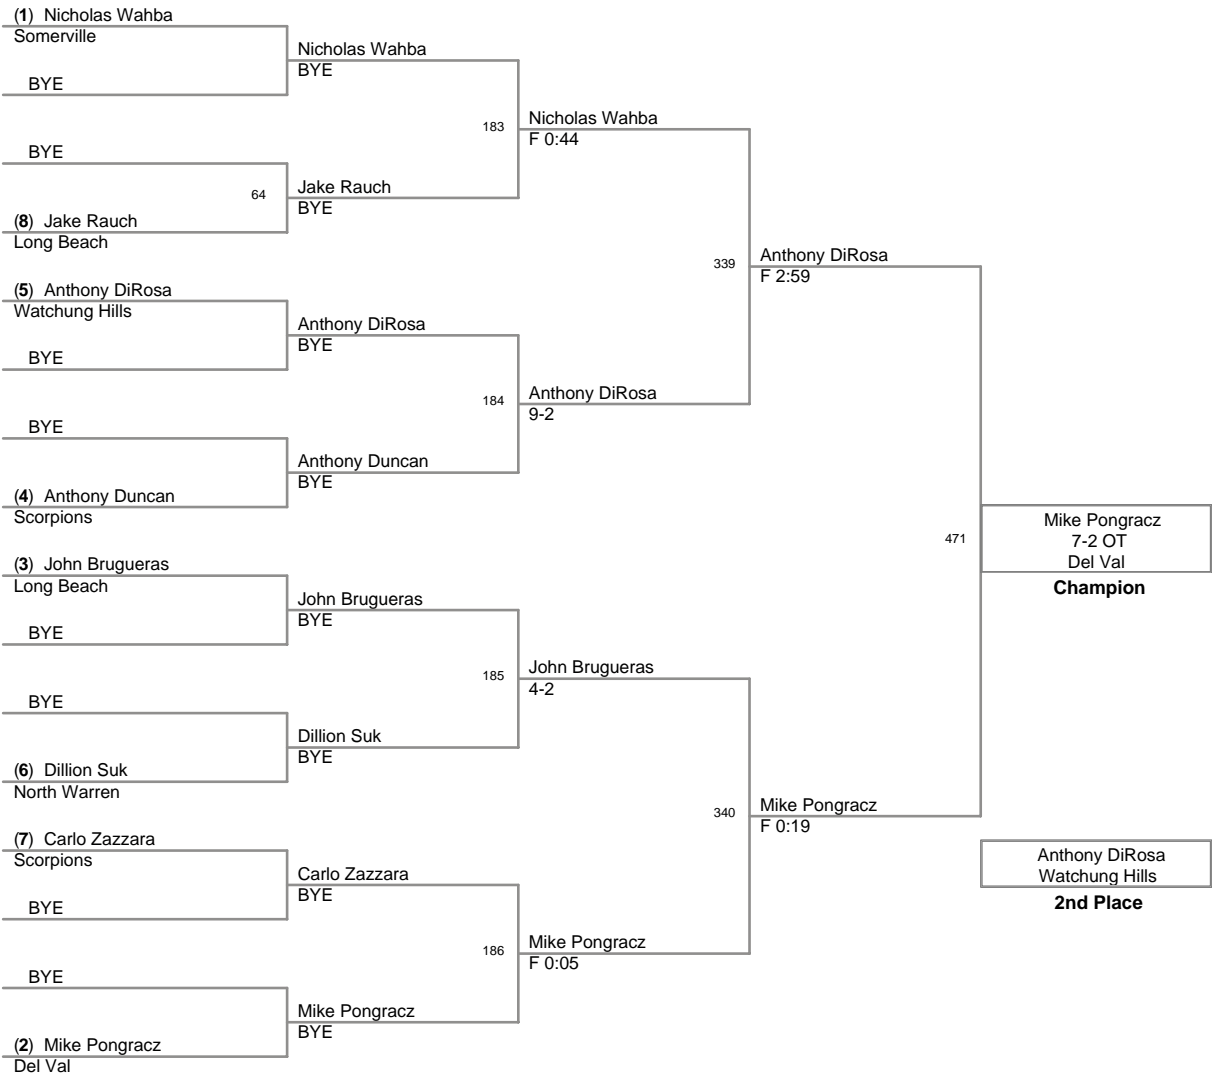 (1) Nicholas Wahba
Somerville
BYE
BYE
(8) Jake Rauch
Long Beach
(5) Anthony DiRosa
Watchung Hills
BYE
BYE
(4) Anthony Duncan
Scorpions
(3) John Brugueras
Long Beach
BYE
BYE
(6) Dillion Suk
North Warren
(7) Carlo Zazzara
Scorpions
BYE
BYE
(2) Mike Pongracz
Del Val
64
Nicholas Wahba
BYE
Jake Rauch
BYE
Anthony DiRosa
BYE
Anthony Duncan
BYE
John Brugueras
BYE
Dillion Suk
BYE
Carlo Zazzara
BYE
Mike Pongracz
BYE
183
184
185
186
Nicholas Wahba
F 0:44
Anthony DiRosa
9-2
John Brugueras
4-2
Mike Pongracz
F 0:05
339
340
Anthony DiRosa
F 2:59
Mike Pongracz
F 0:19
471
Mike Pongracz
7-2 OT
Del Val
Champion
Anthony DiRosa
Watchung Hills
2nd Place